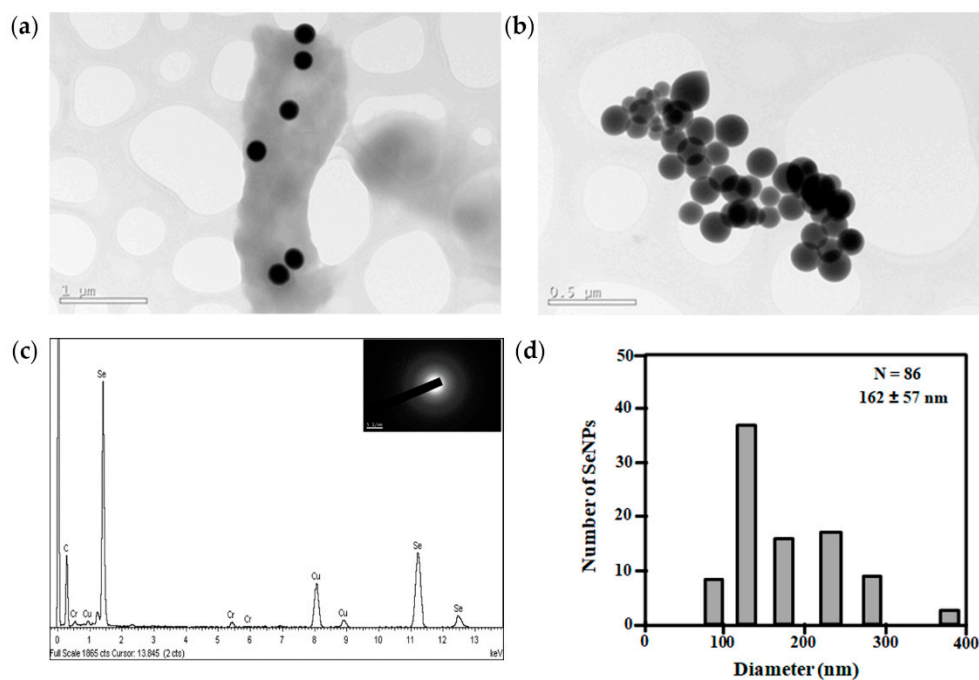 (a)
1 µm
(b)
0.5 µm
(c)
Se
C
Cr
Cu
Cr
Cr
Cu
Cu
Se
Se
0 1 2 3 4 5 6 7 8 9 10 11 12 13
Full Scale 1865 cts Cursor: 13.845 (2 cts)
keV
(d)
50
40
30
20
10
0
N = 86
162 ± 57 nm
Number of SeNPs
0 100 200 300 400
Diameter (nm)